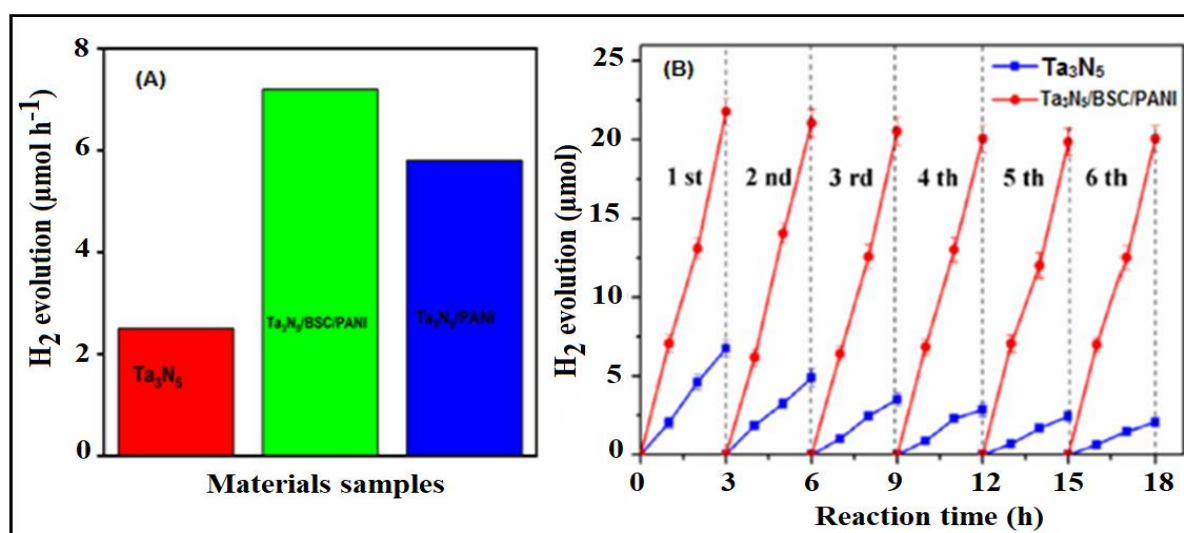 (A)
H2 evolution (µmol h-1)
8
6
4
2
0
Ta3N5
Ta3N5/BSC/PANI
Ta3N5/PANI
Materials samples
(B)
H2 evolution (µmol)
25
20
15
10
5
0
Ta3N5
Ta3N5/BSC/PANI
1 st
2 nd
3 rd
4 th
5 th
6 th
0 3 6 9 12 15 18
Reaction time (h)